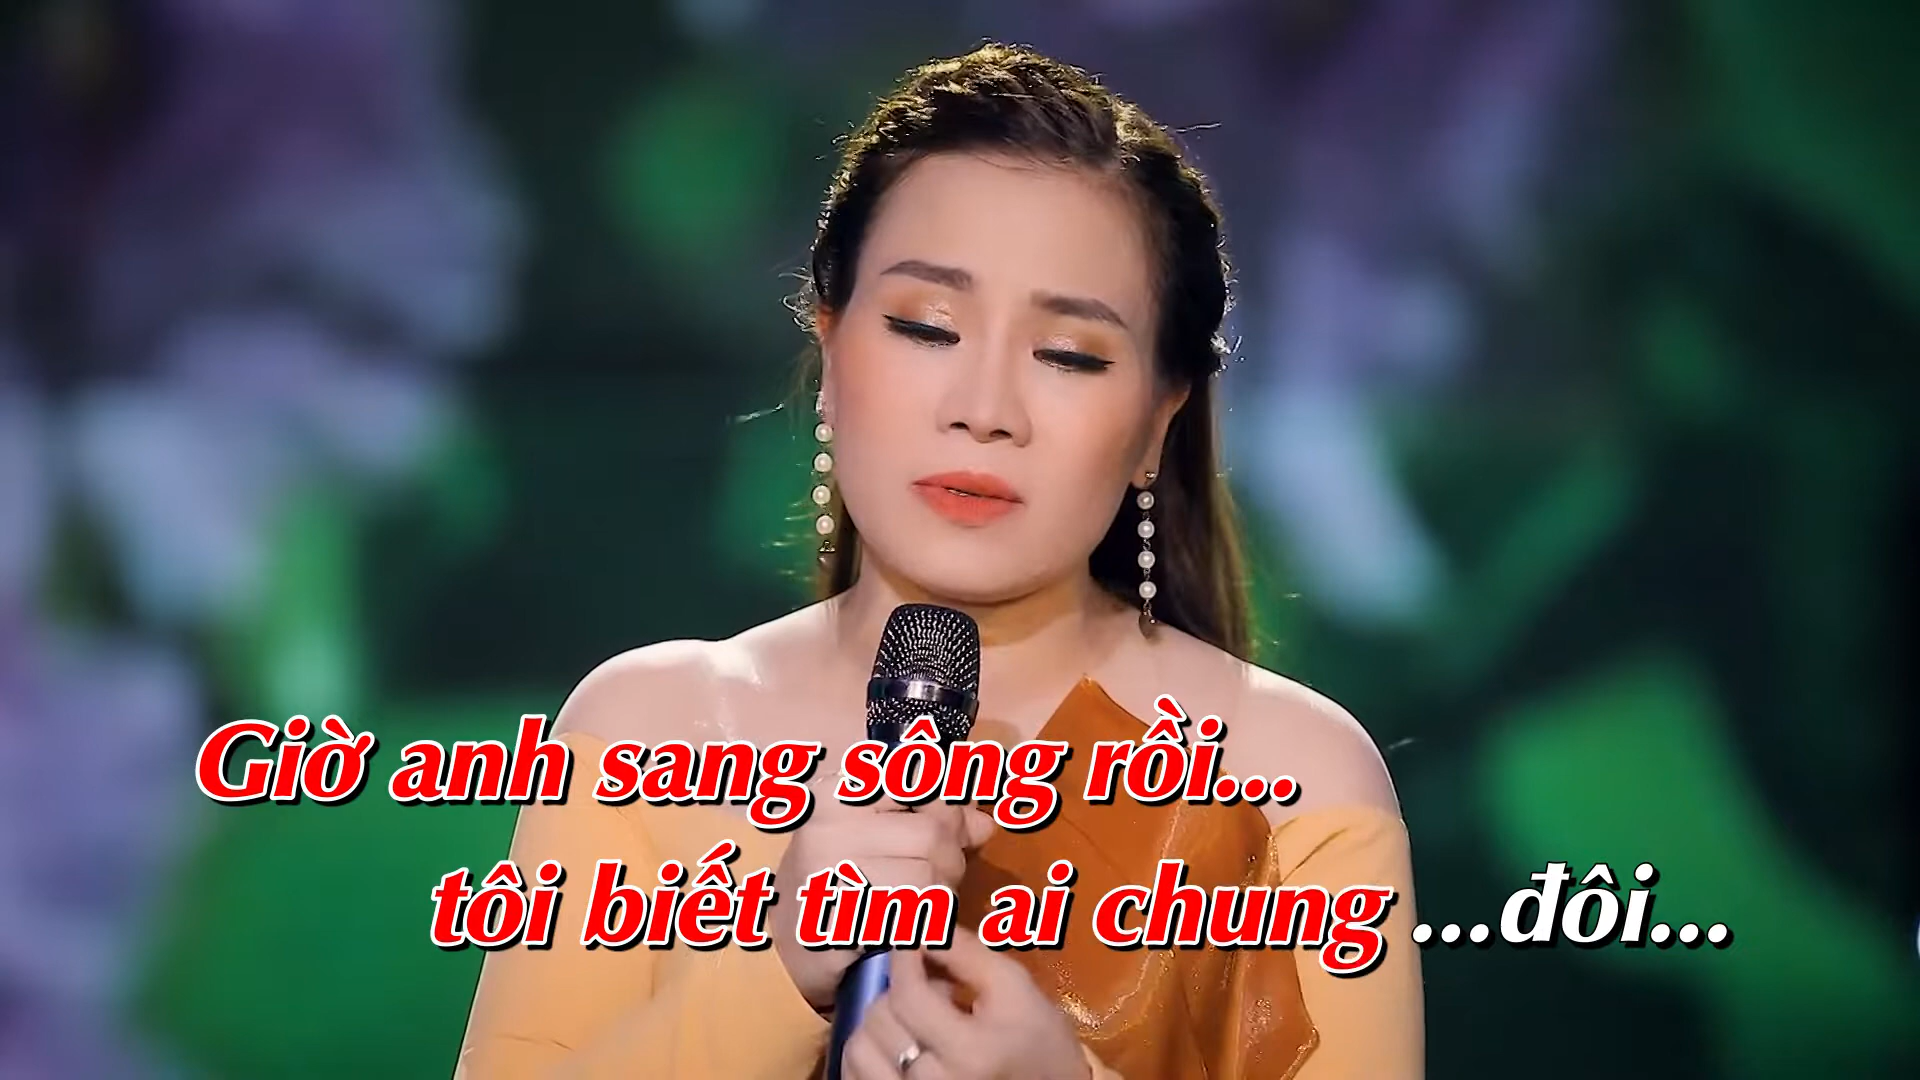 Giờ anh sang sông rồi...
tôi biết tìm ai chung ...đôi...